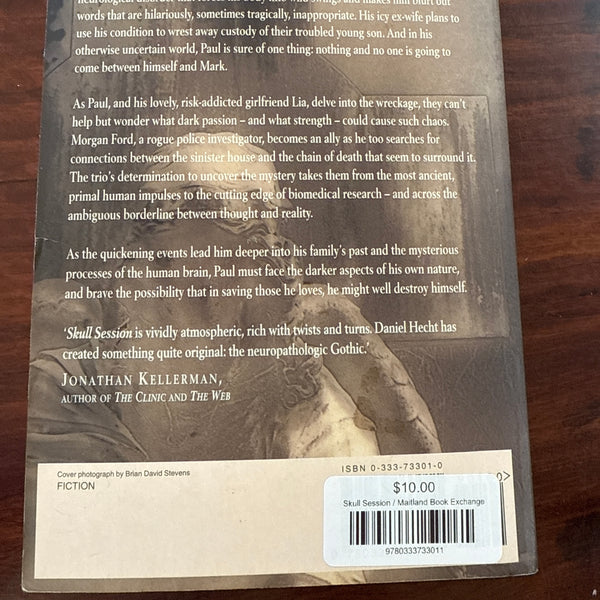 neurological disorder that forces his body into wild swings and makes him blurt out
words that are hilariously, sometimes tragically, inappropriate. His icy ex-wife plans to
use his condition to wrest away custody of their troubled young son. And in his
otherwise uncertain world, Paul is sure of one thing: nothing and no one is going to
come between himself and Mark.
As Paul, and his lovely, risk-addicted girlfriend Lia, delve into the wreckage, they can't
help but wonder what dark passion – and what strength – could cause such chaos.
Morgan Ford, a rogue police investigator, becomes an ally as he too searches for
connections between the sinister house and the chain of death that seem to surround it.
The trio's determination to uncover the mystery takes them from the most ancient,
primal human impulses to the cutting edge of biomedical research – and across the
ambiguous borderline between thought and reality.
As the quickening events lead him deeper into his family's past and the mysterious
processes of the human brain, Paul must face the darker aspects of his own nature,
and brave the possibility that in saving those he loves, he might well destroy himself.
'Skull Session is vividly atmospheric, rich with twists and turns. Daniel Hecht has
created something quite original: the neuropathologic Gothic.'
JONATHAN KELLERMAN,
AUTHOR OF THE CLINIC AND THE WEB
Cover photograph by Brian David Stevens
FICTION
ISBN 0-333-73301-0
0>
$10.00
Skull Session / Maitland Book Exchange
9780333733011